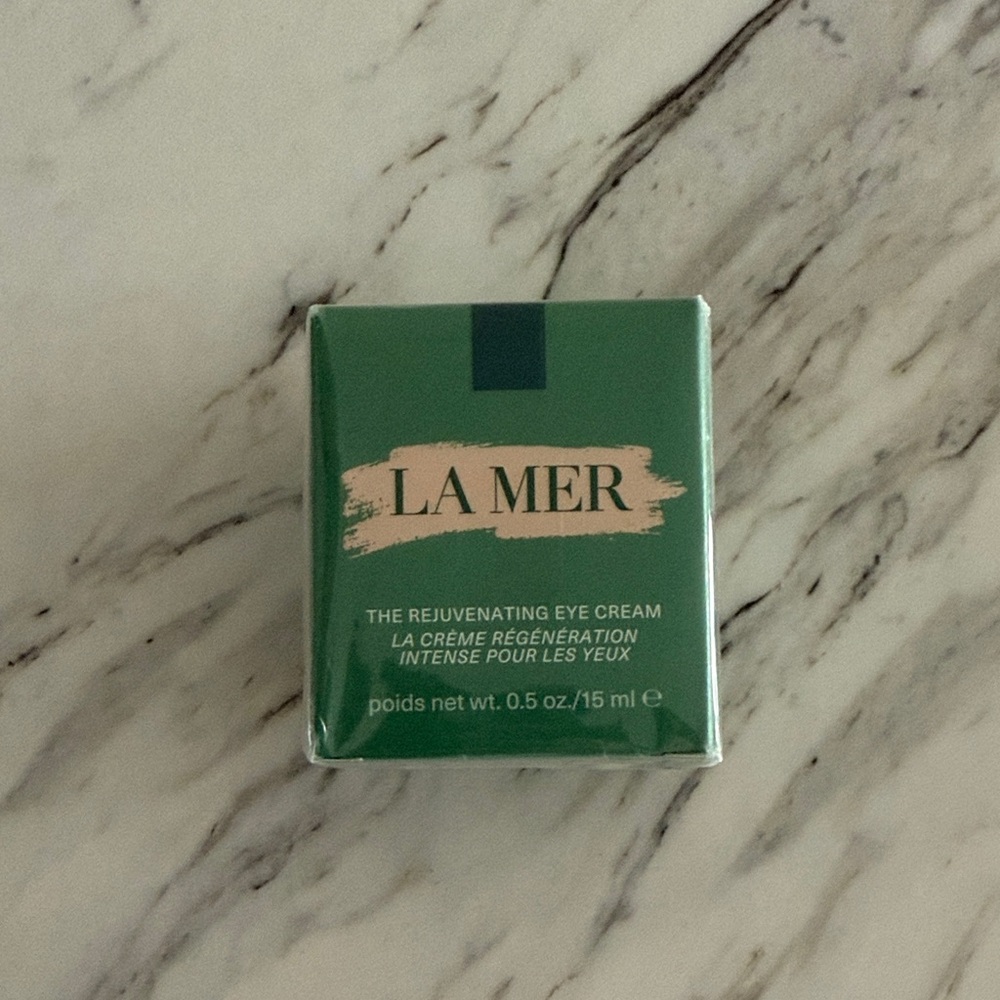 LA MER
THE REJUVENATING EYE CREAM
LA CRÈME RÉGÉNÉRATION
INTENSE POUR LES YEUX
poids net wt. 0.5 oz./15 ml ℮